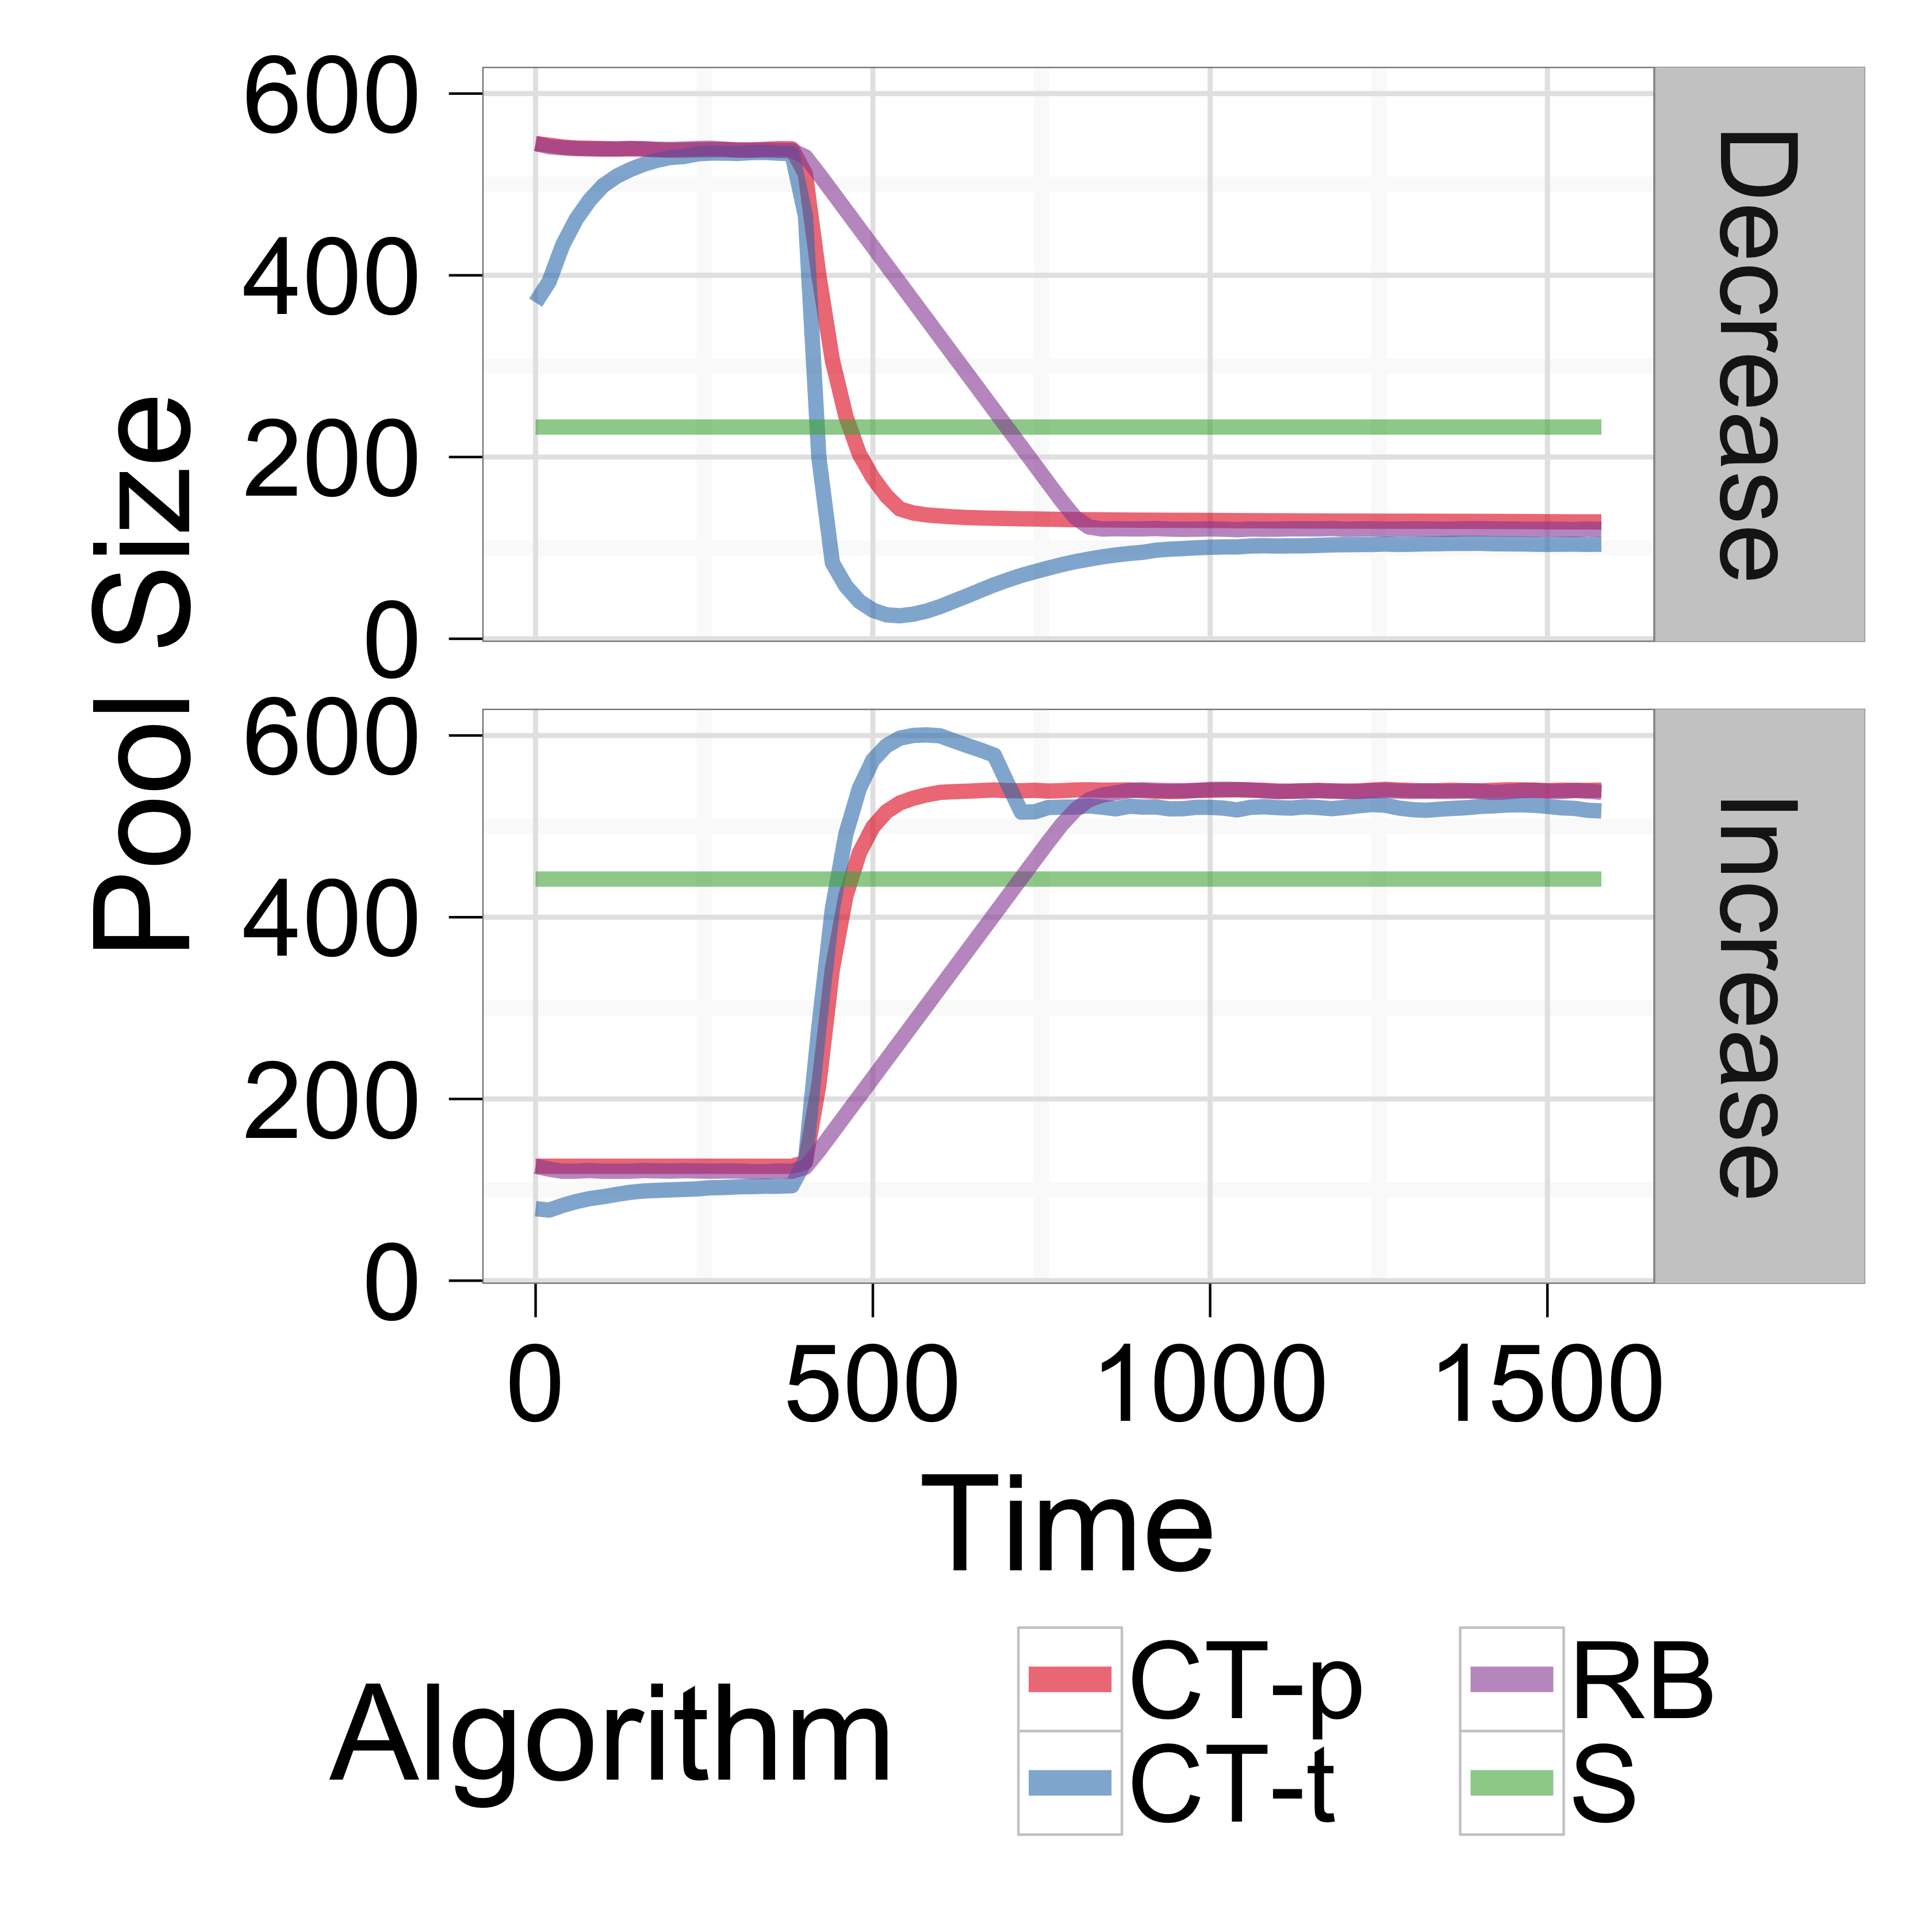 Pool Size
600
400
200
0
Decrease
600
400
200
0
Increase
0 500 1000 1500
Time
Algorithm
CT-p RB
CT-t S